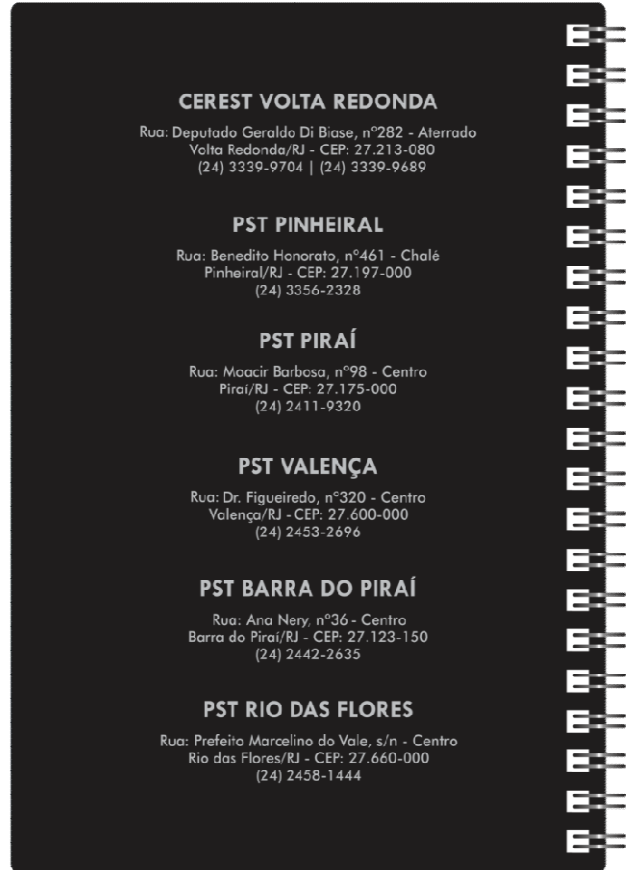 CEREST VOLTA REDONDA
Rua: Deputado Geraldo Di Biase, nº282 - Aterrado
Volta Redonda/RJ - CEP: 27.213-080
(24) 3339-9704 | (24) 3339-9689
PST PINHEIRAL
Rua: Benedito Honorato, nº461 - Chalé
Pinheiral/RJ - CEP: 27.197-000
(24) 3356-2328
PST PIRAÍ
Rua: Moacir Barbosa, nº98 - Centro
Piraí/RJ - CEP: 27.175-000
(24) 2411-9320
PST VALENÇA
Rua: Dr. Figueiredo, nº320 - Centro
Valença/RJ - CEP: 27.600-000
(24) 2453-2696
PST BARRA DO PIRAÍ
Rua: Ana Nery, nº36 - Centro
Barra do Piraí/RJ - CEP: 27.123-150
(24) 2442-2635
PST RIO DAS FLORES
Rua: Prefeito Marcelino do Vale, s/n - Centro
Rio das Flores/RJ - CEP: 27.660-000
(24) 2458-1444